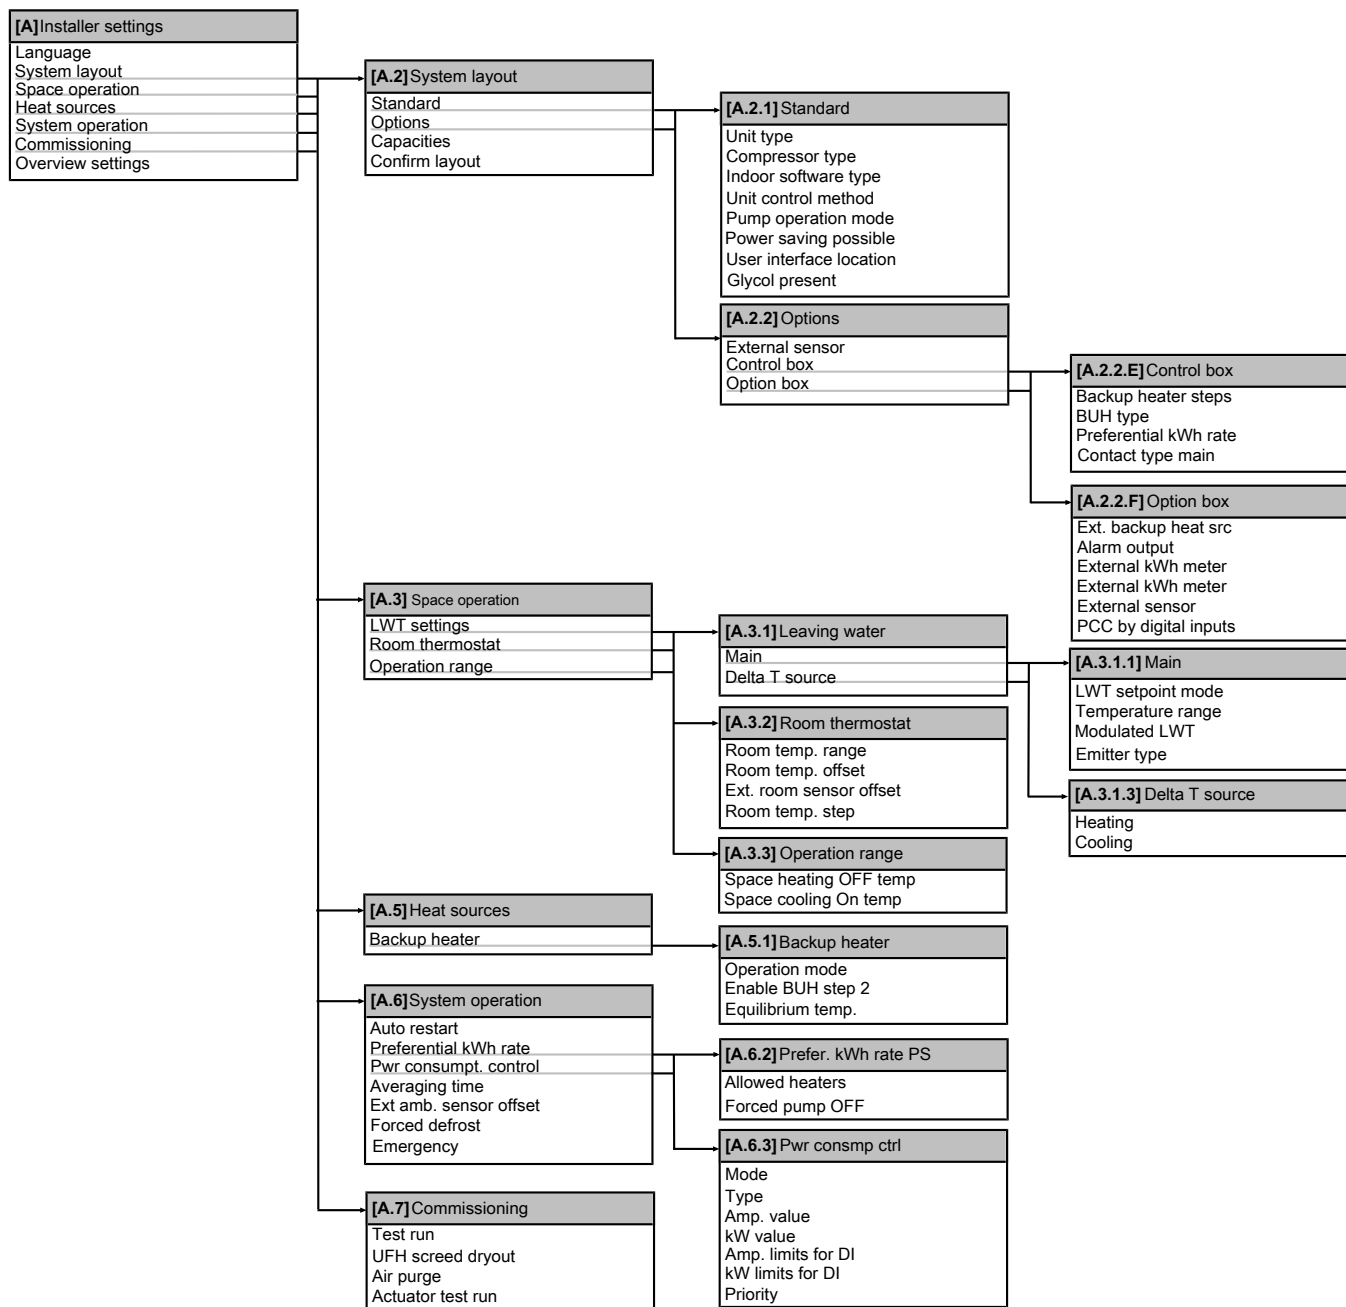 [A] Installer settings
Language
System layout
Space operation
Heat sources
System operation
Commissioning
Overview settings
[A.2] System layout
Standard
Options
Capacities
Confirm layout
[A.2.1] Standard
Unit type
Compressor type
Indoor software type
Unit control method
Pump operation mode
Power saving possible
User interface location
Glycol present
[A.2.2] Options
External sensor
Control box
Option box
[A.2.2.E] Control box
Backup heater steps
BUH type
Preferential kWh rate
Contact type main
[A.2.2.F] Option box
Ext. backup heat src
Alarm output
External kWh meter
External kWh meter
External sensor
PCC by digital inputs
[A.3] Space operation
LWT settings
Room thermostat
Operation range
[A.3.1] Leaving water
Main
Delta T source
[A.3.1.1] Main
LWT setpoint mode
Temperature range
Modulated LWT
Emitter type
[A.3.1.3] Delta T source
Heating
Cooling
[A.3.2] Room thermostat
Room temp. range
Room temp. offset
Ext. room sensor offset
Room temp. step
[A.3.3] Operation range
Space heating OFF temp
Space cooling On temp
[A.5] Heat sources
Backup heater
[A.5.1] Backup heater
Operation mode
Enable BUH step 2
Equilibrium temp.
[A.6] System operation
Auto restart
Preferential kWh rate
Pwr consumpt. control
Averaging time
Ext amb. sensor offset
Forced defrost
Emergency
[A.6.2] Prefer. kWh rate PS
Allowed heaters
Forced pump OFF
[A.6.3] Pwr consmp ctrl
Mode
Type
Amp. value
kW value
Amp. limits for DI
kW limits for DI
Priority
[A.7] Commissioning
Test run
UFH screed dryout
Air purge
Actuator test run